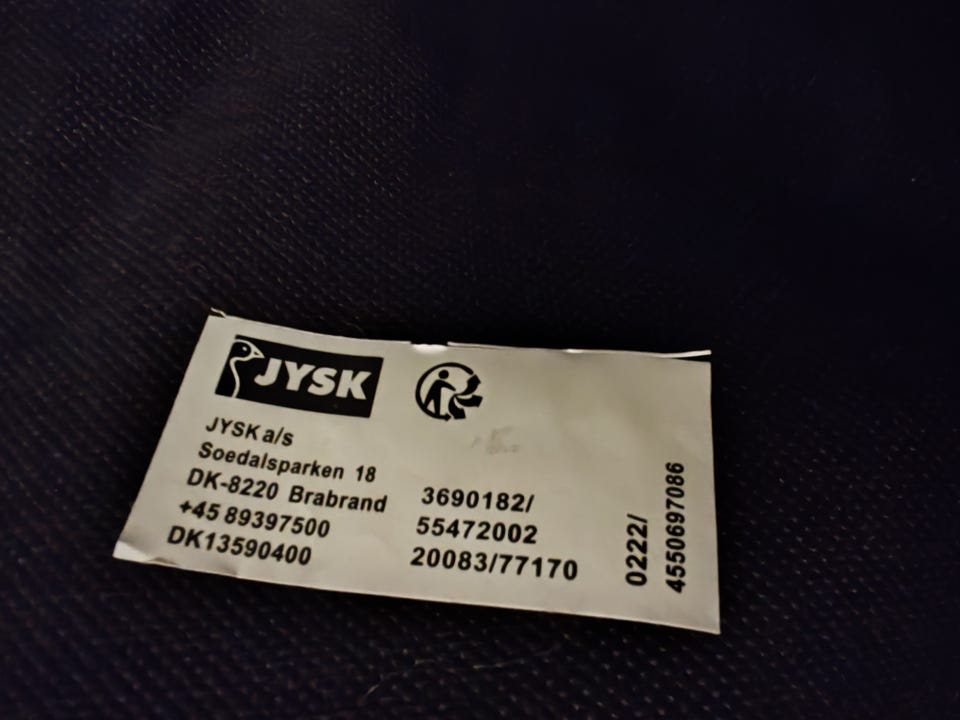 JYSK
JYSK a/s
Soedalsparken 18
DK-8220 Brabrand
+45 89397500
DK13590400
3690182/
55472002
20083/77170
0222/
4550697086